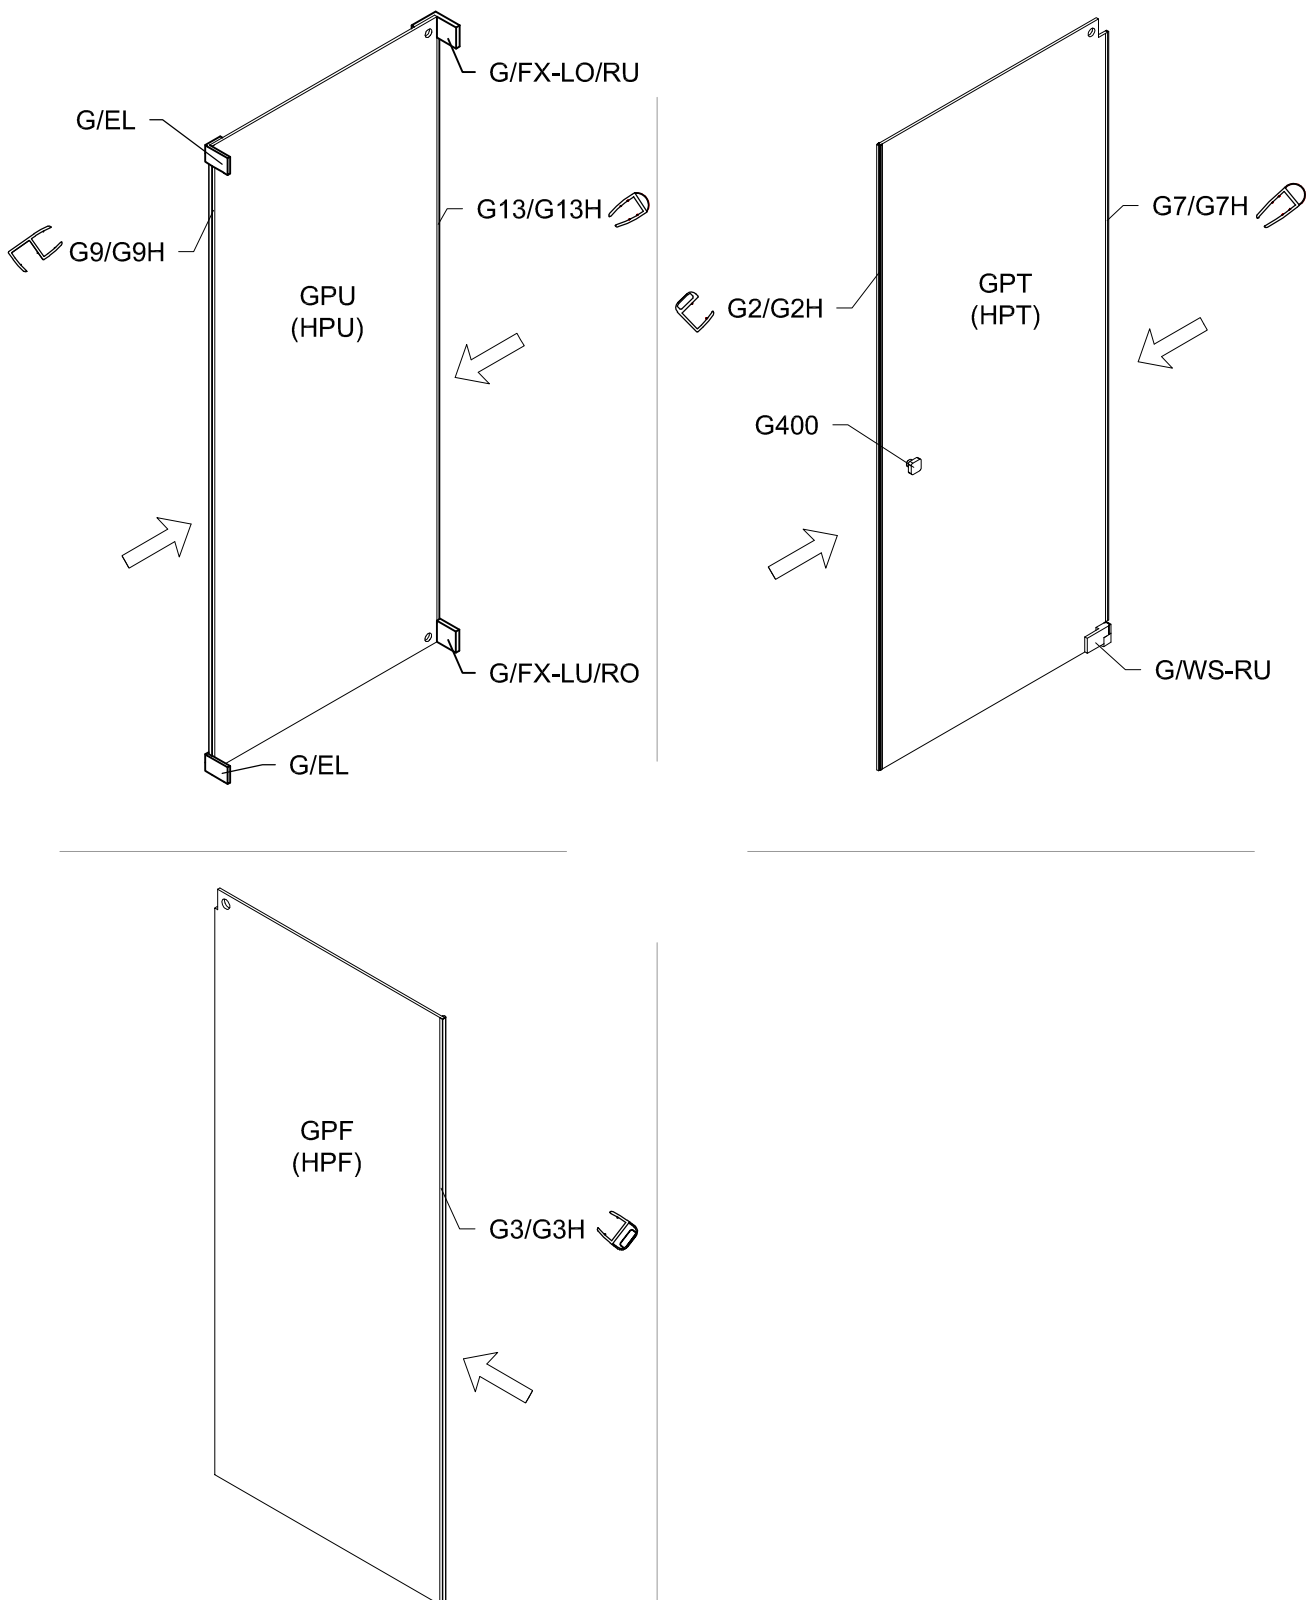 G/FX-LO/RU
G/EL
G13/G13H
G9/G9H
GPU
(HPU)
G/FX-LU/RO
G/EL
G7/G7H
GPT
(HPT)
G2/G2H
G400
G/WS-RU
GPF
(HPF)
G3/G3H